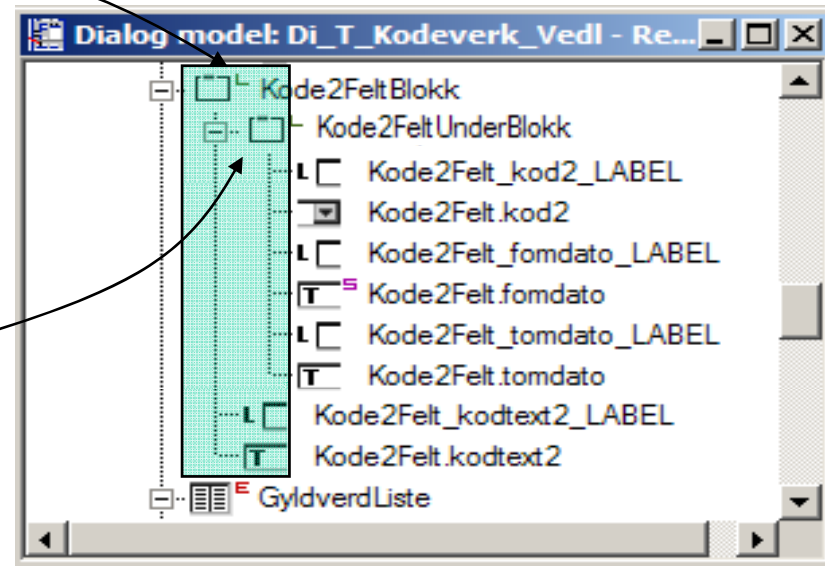 Dialog model: Di_T_Kodeverk_Vedl - Re...
Kode2FeltBlokk
Kode2FeltUnderBlokk
L Kode2Felt_kod2_LABEL
Kode2Felt.kod2
L Kode2Felt_fomdato_LABEL
T S Kode2Felt.fomdato
L Kode2Felt_tomdato_LABEL
T Kode2Felt.tomdato
L Kode2Felt_kodtext2_LABEL
T Kode2Felt.kodtext2
E GyldverdListe